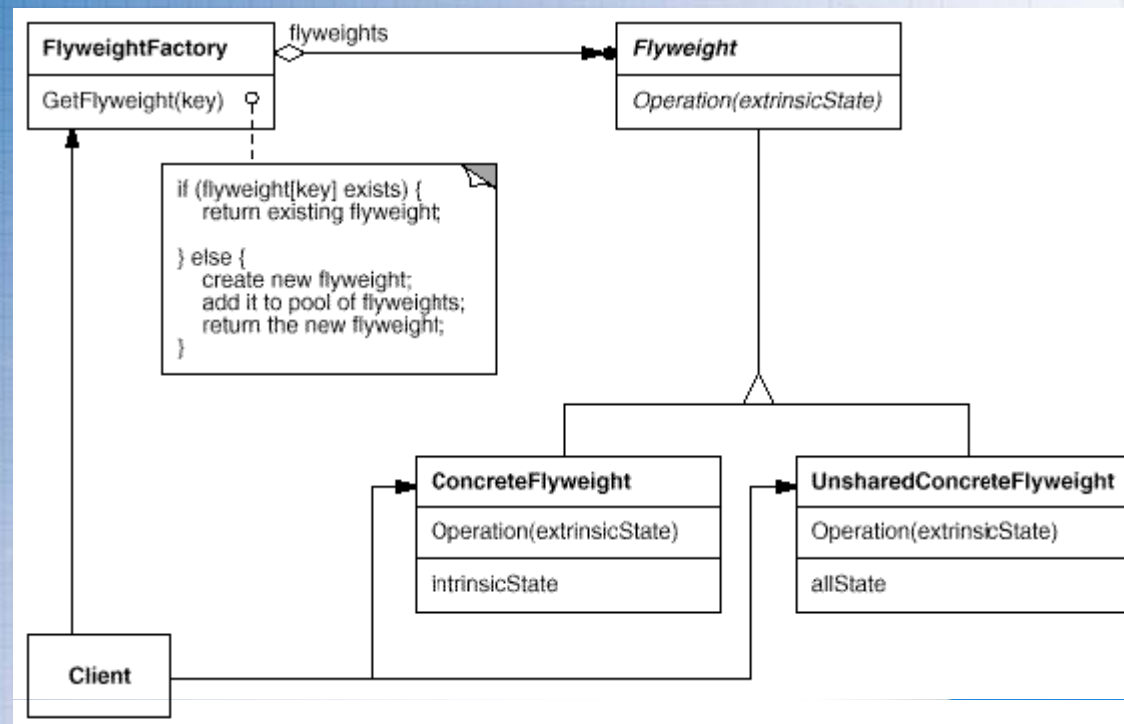 FlyweightFactory
flyweights
Flyweight
GetFlyweight(key)
Operation(extrinsicState)
if (flyweight[key] exists) {
return existing flyweight;
} else {
create new flyweight;
add it to pool of flyweights;
return the new flyweight;
}
ConcreteFlyweight
Operation(extrinsicState)
intrinsicState
UnsharedConcreteFlyweight
Operation(extrinsicState)
allState
Client